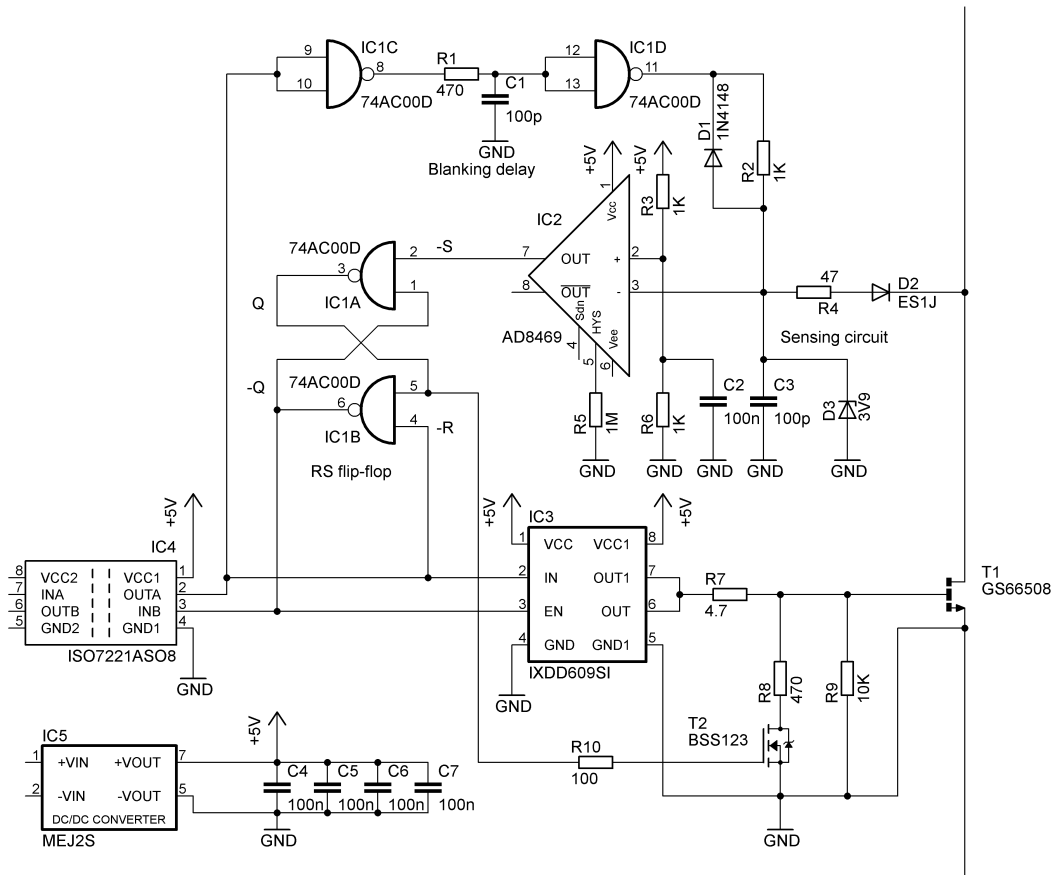 IC1C
9
10
8
74AC00D
R1
470
C1
100p
GND
Blanking delay
IC1D
12
13
11
74AC00D
D1
1N4148
R2
1K
+5V
+5V
R3
1K
IC2
1
Vcc
7
OUT
+
2
8
OUT
-
3
Sdn
HYS
Vee
4
5
6
AD8469
74AC00D
3
2
-S
1
IC1A
Q
-Q
74AC00D
6
5
4
-R
IC1B
RS flip-flop
47
R4
D2
ES1J
Sensing circuit
R5
1M
GND
R6
1K
GND
C2
100n
GND
C3
100p
GND
D3
3V9
GND
+5V
IC4
8
VCC2
VCC1
1
7
INA
OUTA
2
6
OUTB
INB
3
5
GND2
GND1
4
ISO7221ASO8
GND
+5V
IC3
+5V
1
VCC
VCC1
8
2
IN
OUT1
7
3
EN
OUT
6
4
GND
GND1
5
IXDD609SI
GND
R7
4.7
T1
GS66508
R8
470
R9
10K
T2
BSS123
R10
100
GND
IC5
1
+VIN
+VOUT
7
2
-VIN
-VOUT
5
DC/DC CONVERTER
MEJ2S
+5V
C4
100n
C5
100n
C6
100n
C7
100n
GND